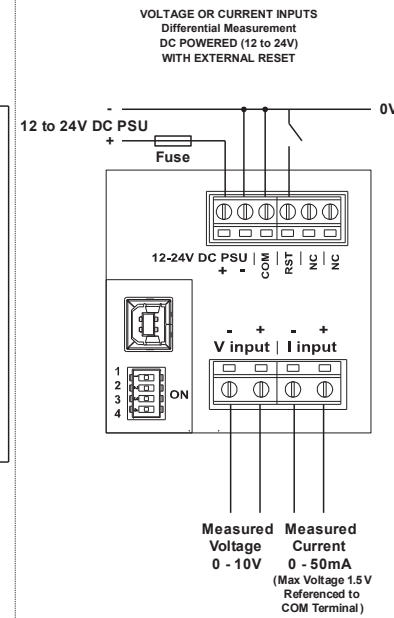 VOLTAGE OR CURRENT INPUTS
Differential Measurement
DC POWERED (12 to 24V)
WITH EXTERNAL RESET
-
0V
12 to 24V DC PSU
+
Fuse
12-24V DC PSU | COM | RST | NC | NC
+ -
- + - +
V input | I input
1
2
3
4
ON
Measured Voltage 0 - 10V
Measured Current 0 - 50mA
(Max Voltage 1.5V
Referenced to
COM Terminal)